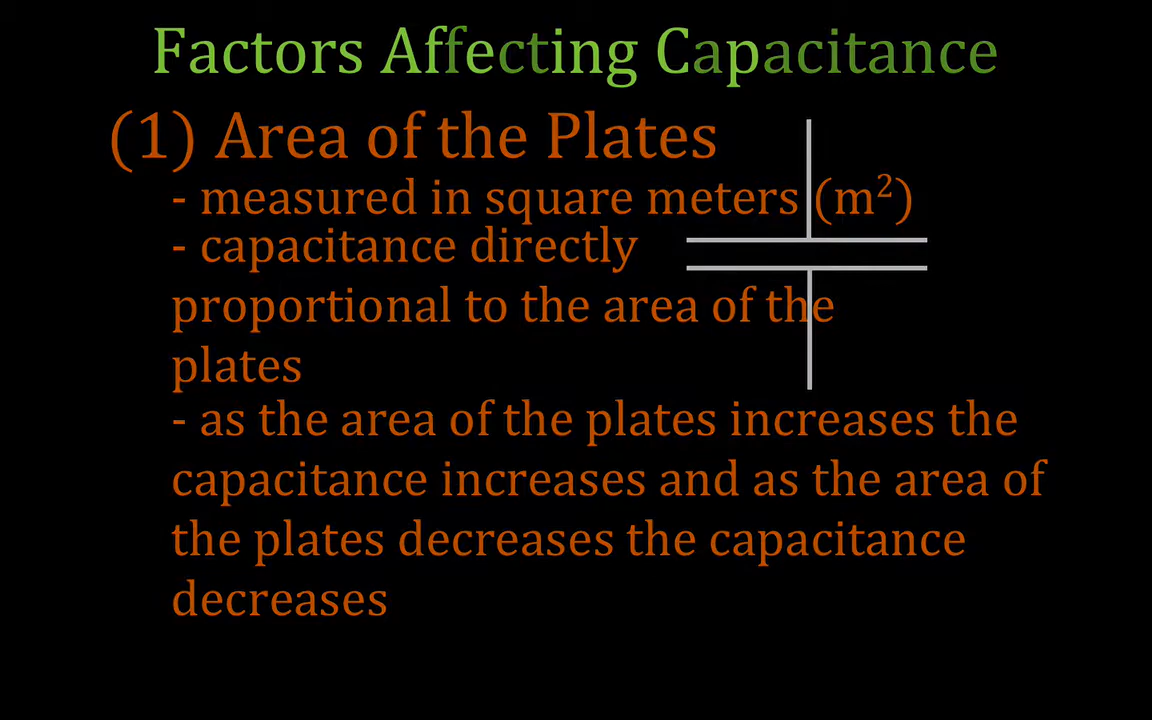 Factors Affecting Capacitance
(1) Area of the Plates
- measured in square meters (m²)
- capacitance directly
proportional to the area of the
plates
- as the area of the plates increases the
capacitance increases and as the area of
the plates decreases the capacitance
decreases